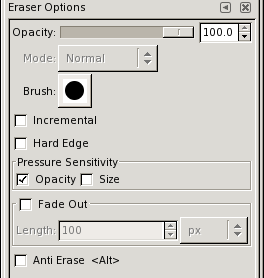 Eraser Options
Opacity: 100.0
Mode: Normal
Brush:
Incremental
Hard Edge
Pressure Sensitivity
Opacity Size
Fade Out
Length: 100 px
Anti Erase <Alt>